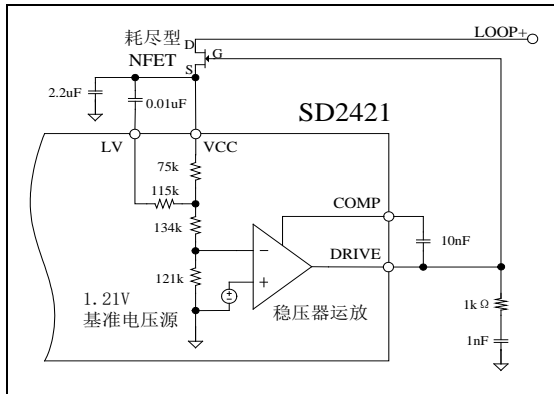 LOOP+
耗尽型
NFET
D
G
S
2.2uF
0.01uF
SD2421
LV
VCC
75k
115k
134k
121k
COMP
DRIVE
10nF
1.21V
基准电压源
稳压器运放
1kΩ
1nF